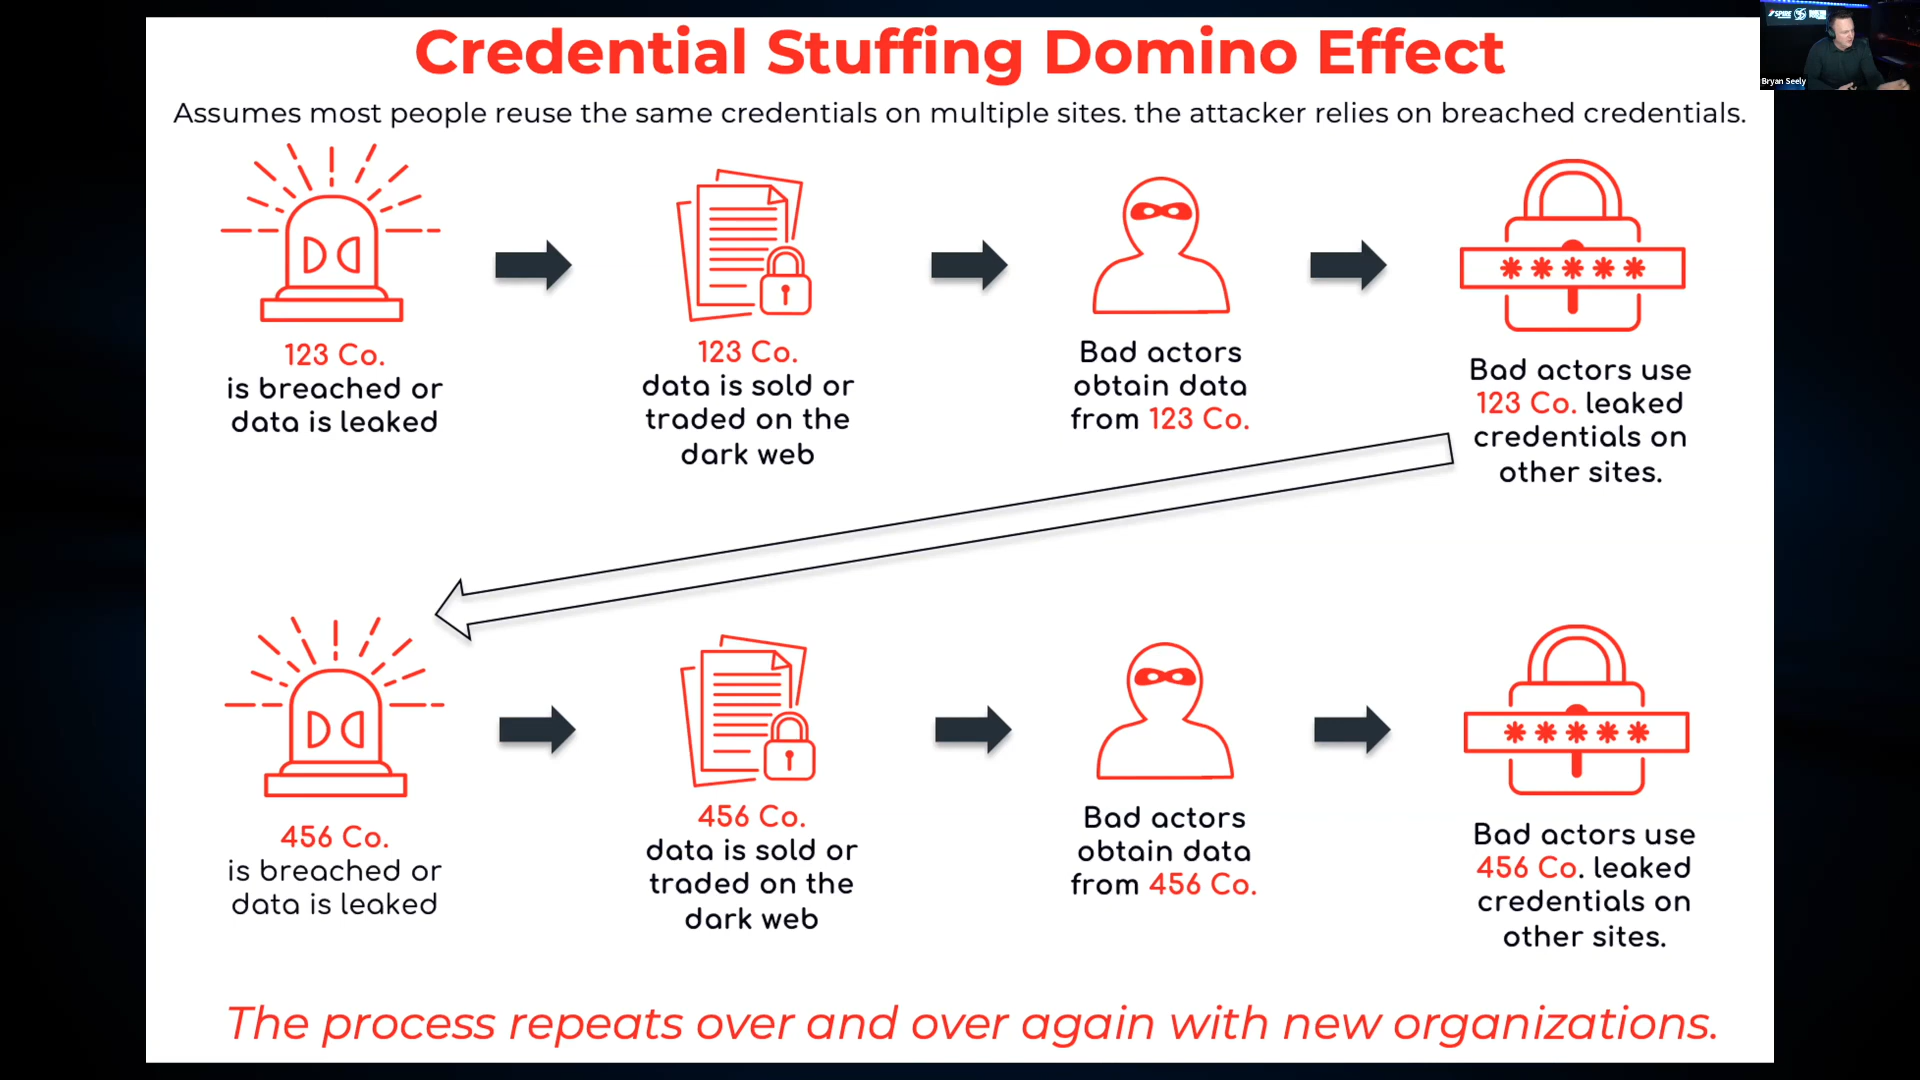 Credential Stuffing Domino Effect
Assumes most people reuse the same credentials on multiple sites. the attacker relies on breached credentials.
Bryan Seely
123 Co.
is breached or
data is leaked
123 Co.
data is sold or
traded on the
dark web
Bad actors
obtain data
from 123 Co.
Bad actors use
123 Co. leaked
credentials on
other sites.
*****
456 Co.
is breached or
data is leaked
456 Co.
data is sold or
traded on the
dark web
Bad actors
obtain data
from 456 Co.
*****
Bad actors use
456 Co. leaked
credentials on
other sites.
The process repeats over and over again with new organizations.